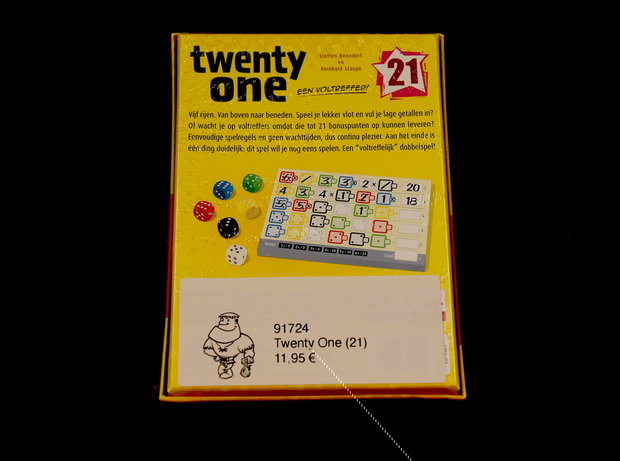 twenty one
Steffen Benndorf
en
Reinhard Staupe
21
EEN VOLTREFFER!
Vijf rijen. Van boven naar beneden. Speel je lekker vlot en vul je lage getallen in?
Of wacht je op voltreffers omdat die tot 21 bonuspunten op kunnen leveren?
Eenvoudige spelregels en geen wachttijden, dus continu plezier. Aan het einde is
één ding duidelijk: dit spel wil je nog eens spelen. Een "voltreffelijk" dobbelspel!
20
18
91724
Twenty One (21)
11,95 €